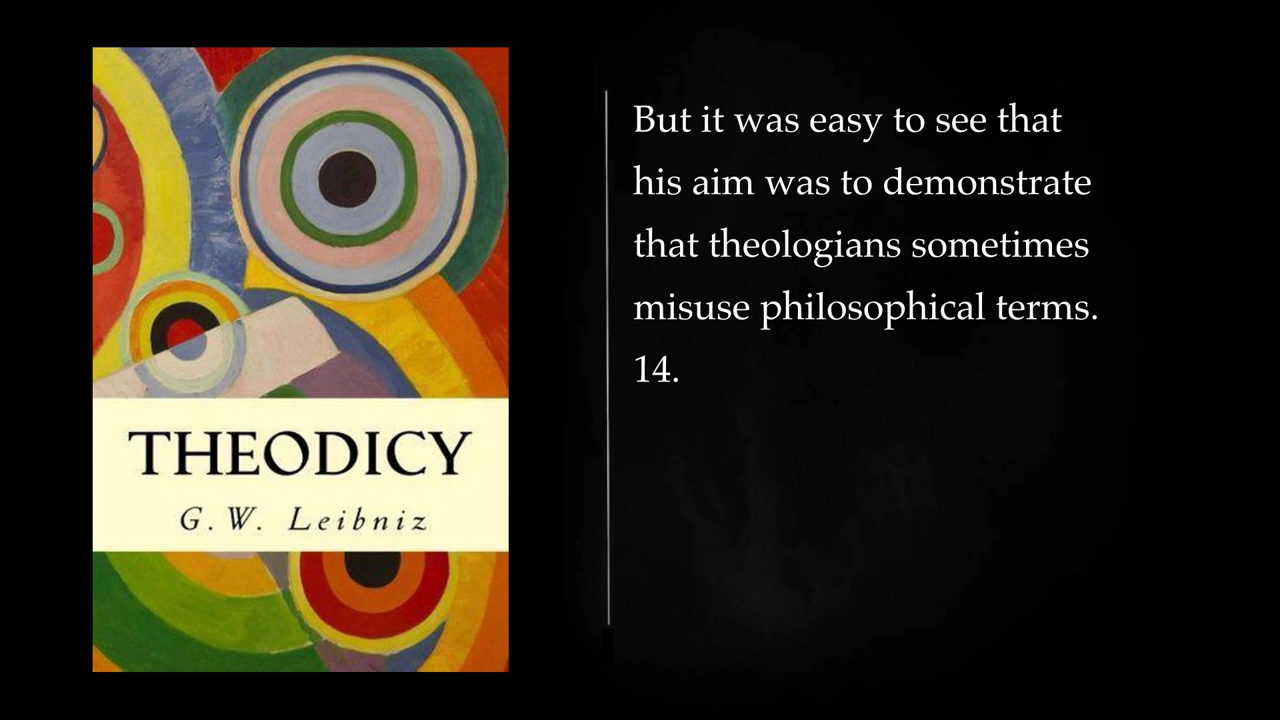 THEODICY
G. W. Leibniz
But it was easy to see that
his aim was to demonstrate
that theologians sometimes
misuse philosophical terms.
14.